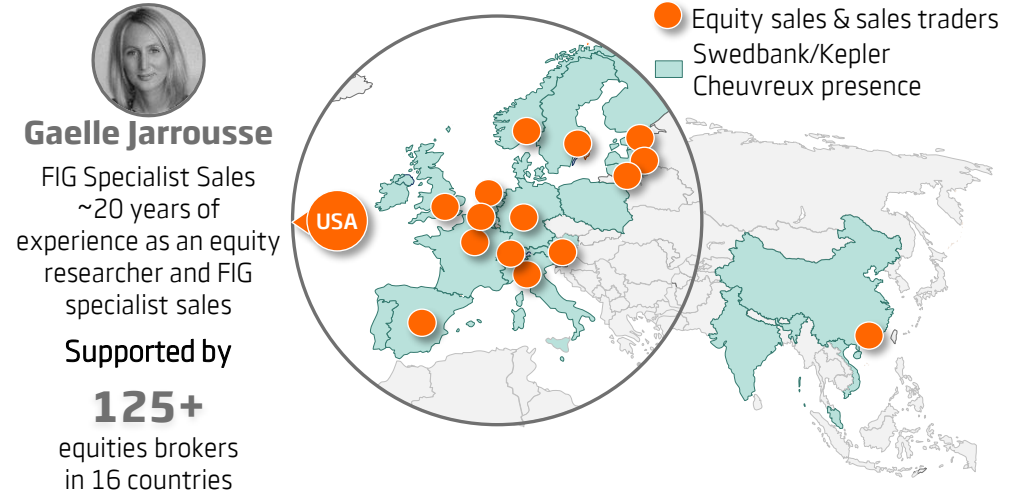 Gaelle Jarrousse
FIG Specialist Sales
~20 years of
experience as an equity
researcher and FIG
specialist sales
Supported by
125+
equities brokers
in 16 countries
USA
Equity sales & sales traders
Swedbank/Kepler
Cheuvreux presence